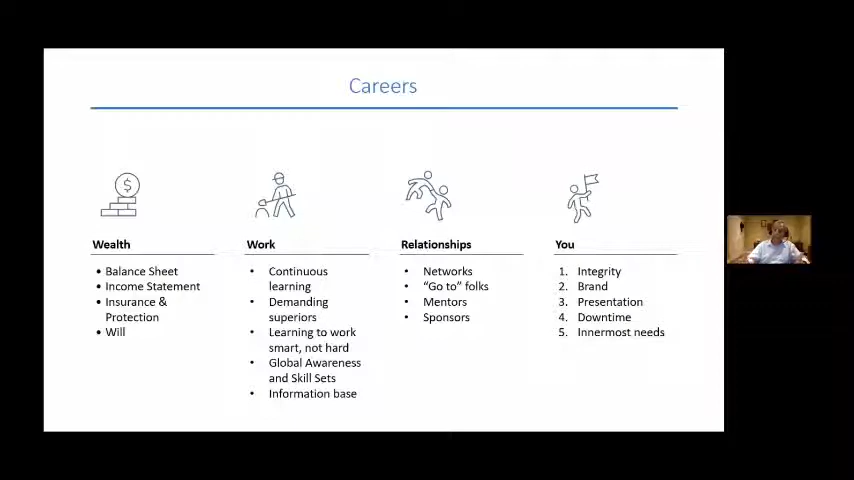 Careers
$
Wealth
• Balance Sheet
• Income Statement
• Insurance &
Protection
• Will
Work
• Continuous
learning
• Demanding
superiors
• Learning to work
smart, not hard
• Global Awareness
and Skill Sets
• Information base
Relationships
• Networks
• “Go to” folks
• Mentors
• Sponsors
You
1. Integrity
2. Brand
3. Presentation
4. Downtime
5. Innermost needs